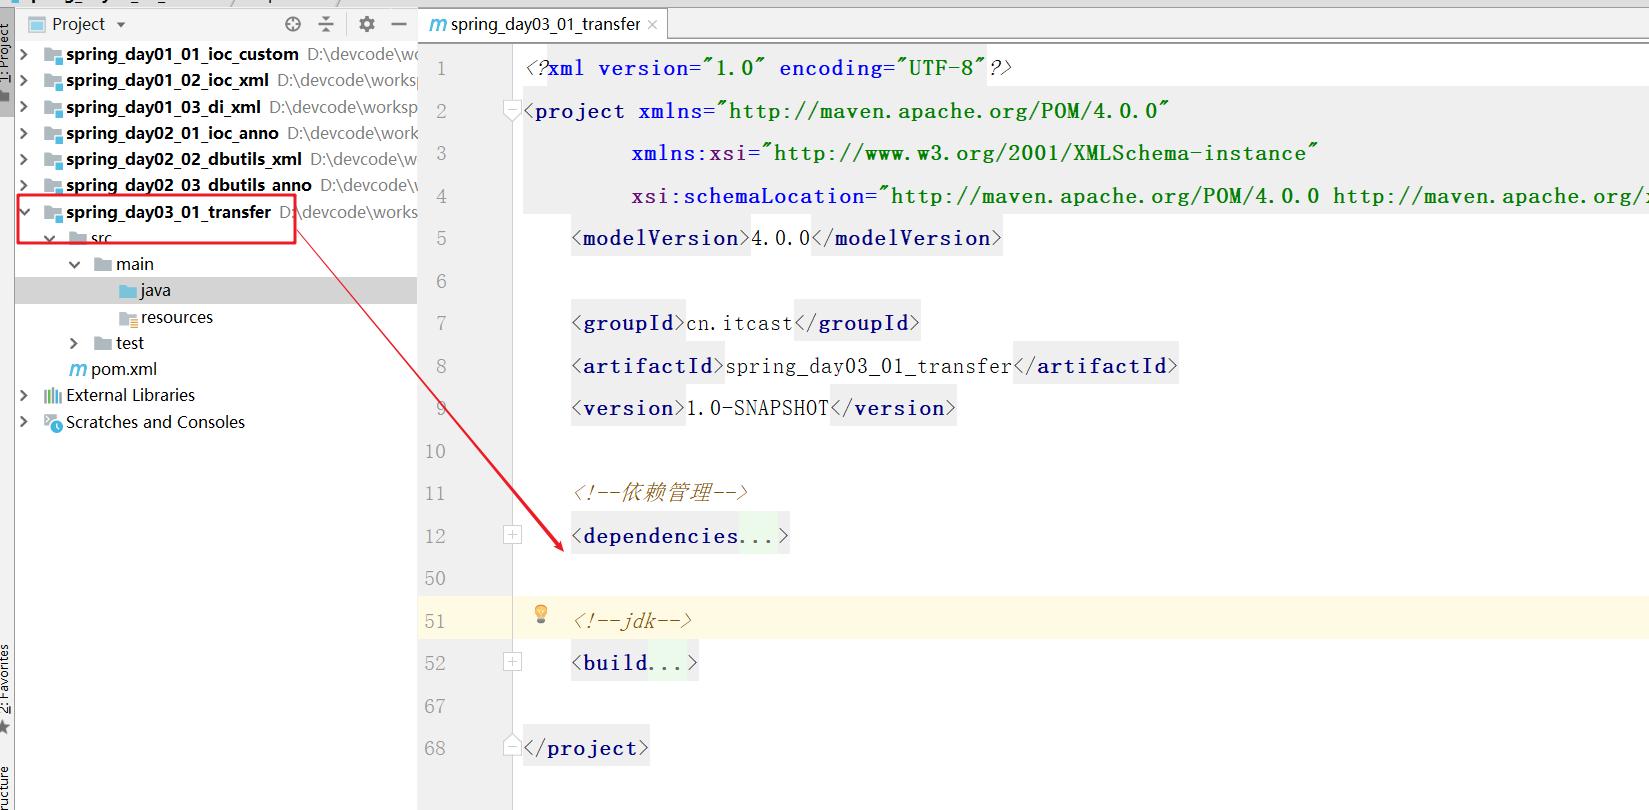 1: Project
Project
spring_day01_01_ioc_custom D:\devcode\wo
spring_day01_02_ioc_xml D:\devcode\worksp
spring_day01_03_di_xml D:\devcode\worksp
spring_day02_01_ioc_anno D:\devcode\work
spring_day02_02_dbutils_xml D:\devcode\w
spring_day02_03_dbutils_anno D:\devcode\
spring_day03_01_transfer D:\devcode\works
src
main
java
resources
test
pom.xml
External Libraries
Scratches and Consoles
2: Favorites
ructure
spring_day03_01_transfer
1 <?xml version="1.0" encoding="UTF-8"?>
2 <project xmlns="http://maven.apache.org/POM/4.0.0"
3 xmlns:xsi="http://www.w3.org/2001/XMLSchema-instance"
4 xsi:schemaLocation="http://maven.apache.org/POM/4.0.0 http://maven.apache.org/x
5 <modelVersion>4.0.0</modelVersion>
6
7 <groupId>cn.itcast</groupId>
8 <artifactId>spring_day03_01_transfer</artifactId>
9 <version>1.0-SNAPSHOT</version>
10
11 <!--依赖管理-->
12 <dependencies...>
50
51 <!--jdk-->
52 <build...>
67
68 </project>